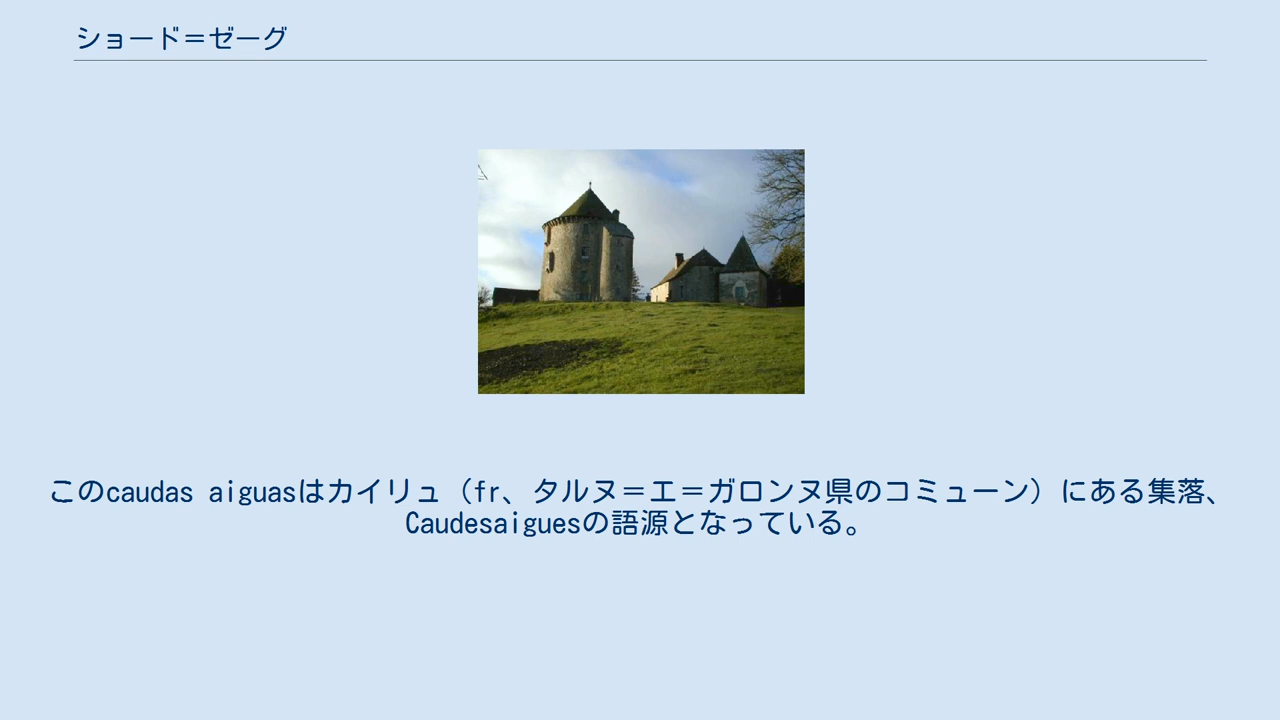 ショード＝ゼーグ
このcaudas aiguasはカイリュ（fr、タルヌ＝エ＝ガロンヌ県のコミューン）にある集落、
Caudesaiguesの語源となっている。